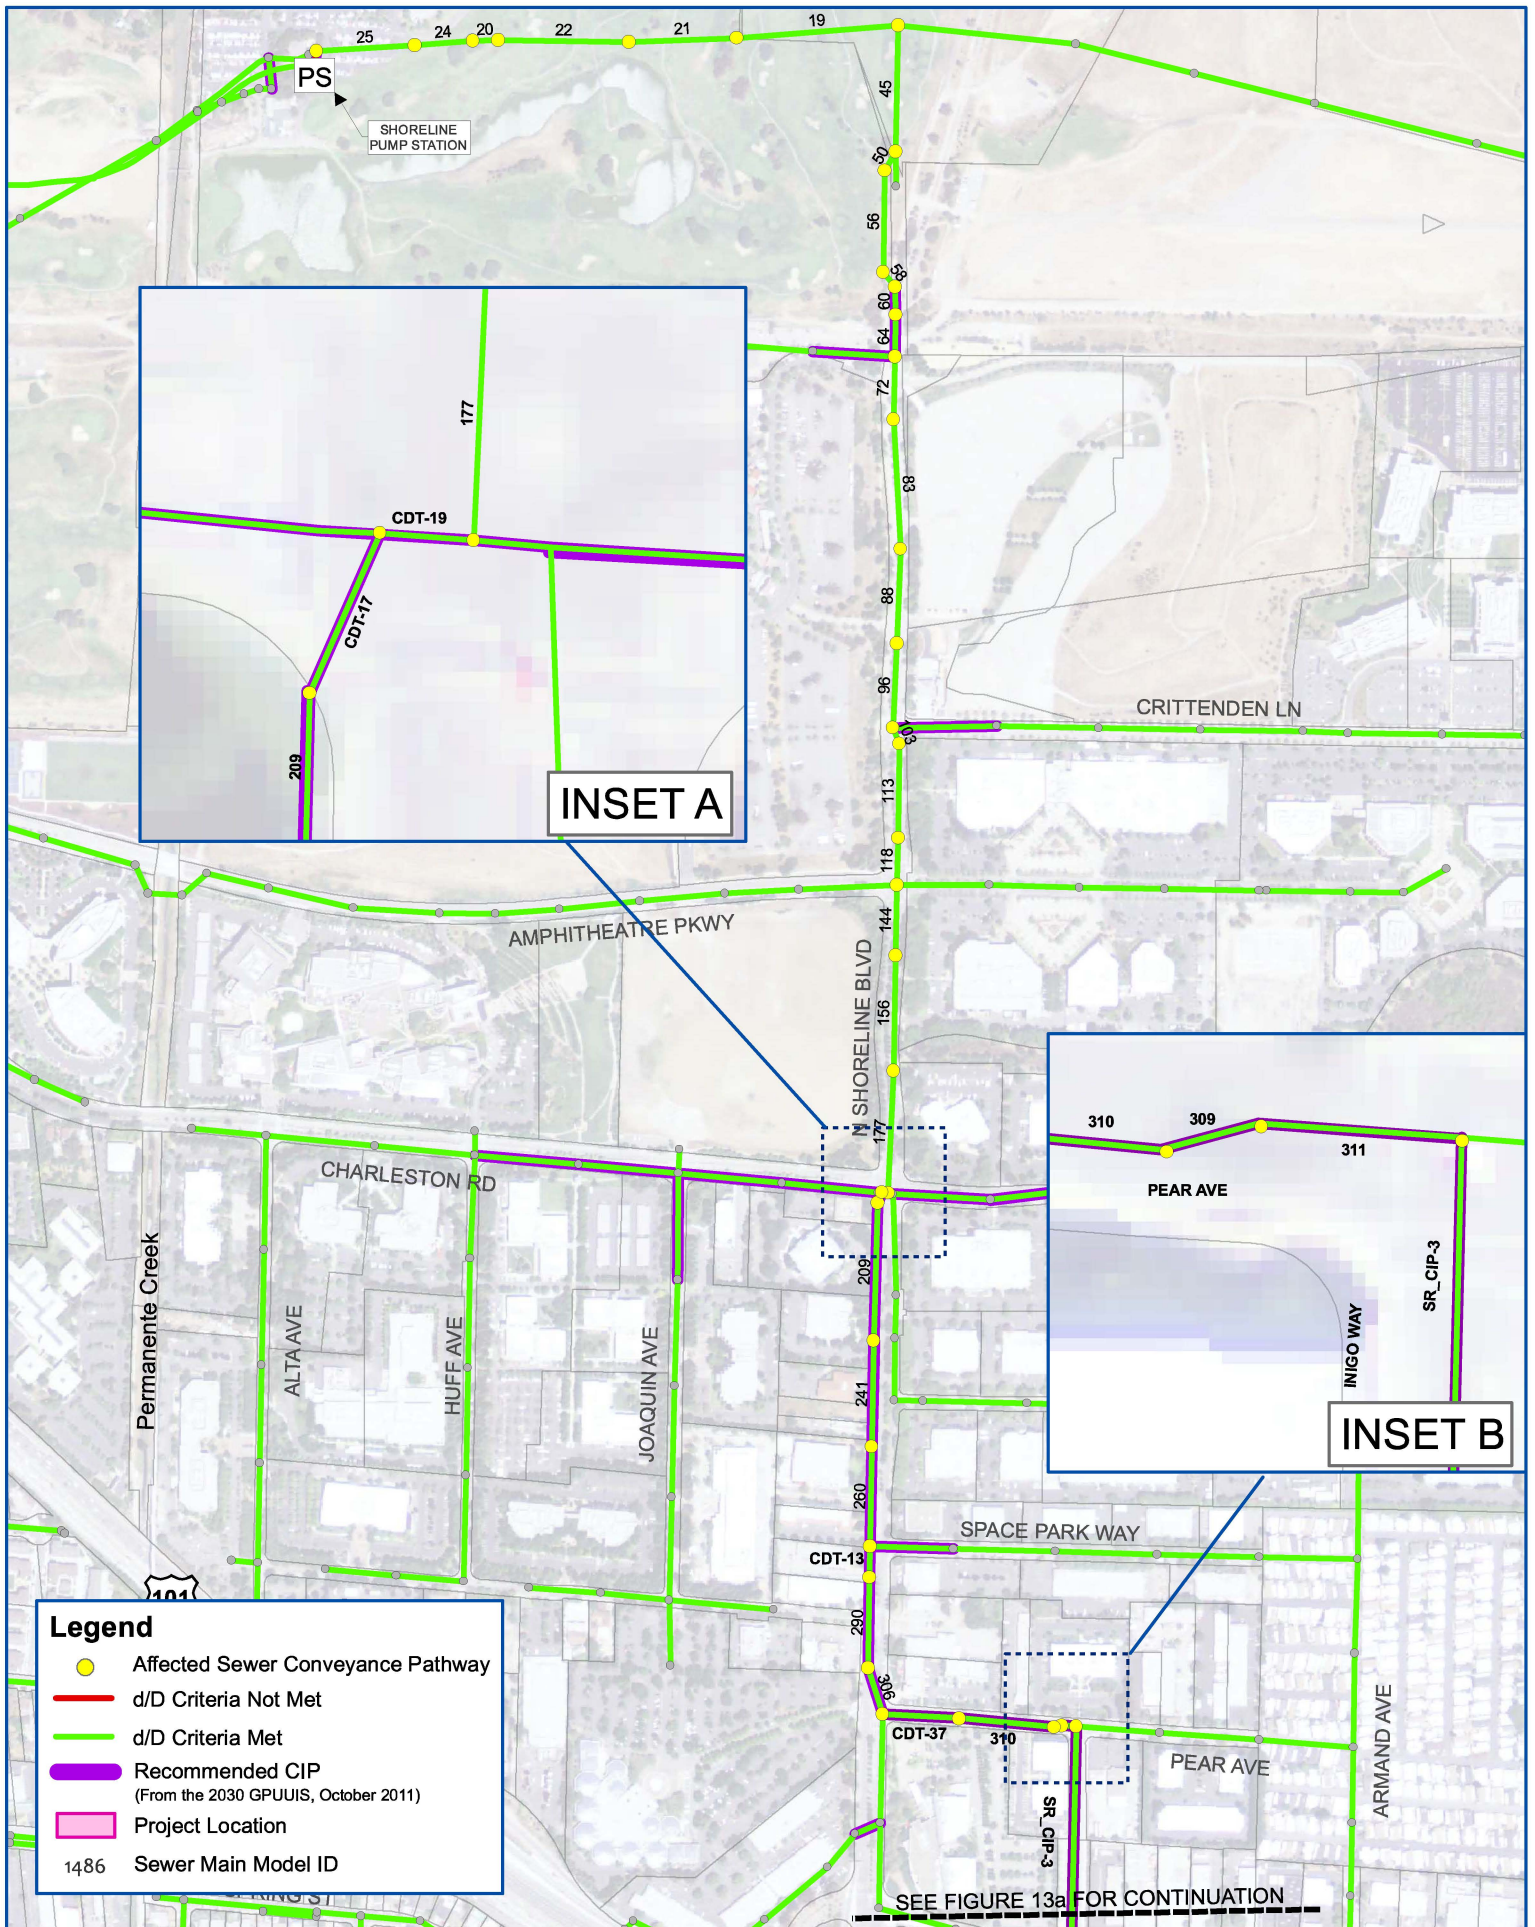 25
24
20
22
21
19
PS
SHORELINE
PUMP STATION
45
50
56
58
60
64
72
83
88
96
103
113
118
144
156
177
CRITTENDEN LN
177
CDT-19
CDT-17
209
INSET A
AMPHITHEATRE PKWY
N SHORELINE BLVD
CHARLESTON RD
Permanente Creek
ALTA AVE
HUFF AVE
JOAQUIN AVE
209
241
260
CDT-13
290
306
CDT-37
310
310
309
311
PEAR AVE
SR_CIP-3
INIGO WAY
INSET B
SPACE PARK WAY
PEAR AVE
ARMAND AVE
SR_CIP-3
101
Legend
Affected Sewer Conveyance Pathway
d/D Criteria Not Met
d/D Criteria Met
Recommended CIP
(From the 2030 GPUUIS, October 2011)
Project Location
1486 Sewer Main Model ID
SPRING ST
SEE FIGURE 13a FOR CONTINUATION